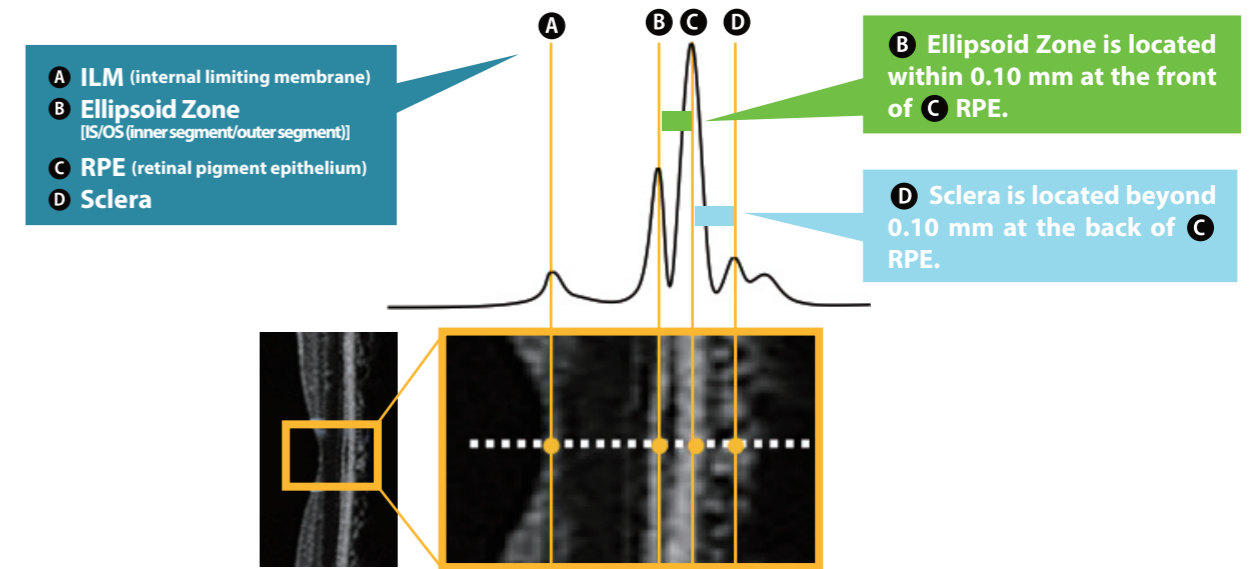 A B C D
A ILM (internal limiting membrane)
B Ellipsoid Zone
[IS/OS (inner segment/outer segment)]
C RPE (retinal pigment epithelium)
D Sclera
B Ellipsoid Zone is located
within 0.10 mm at the front
of C RPE.
D Sclera is located beyond
0.10 mm at the back of C
RPE.